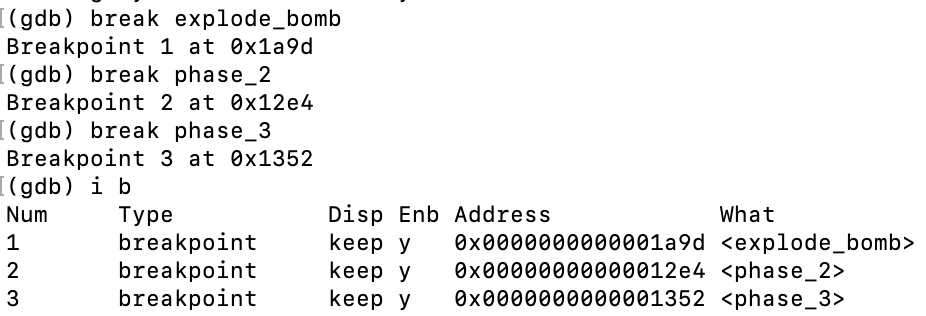 [(gdb) break explode_bomb
Breakpoint 1 at 0x1a9d
[(gdb) break phase_2
Breakpoint 2 at 0x12e4
[(gdb) break phase_3
Breakpoint 3 at 0x1352
[(gdb) i b
Num     Type           Disp Enb Address            What
1       breakpoint     keep y   0x0000000000001a9d <explode_bomb>
2       breakpoint     keep y   0x00000000000012e4 <phase_2>
3       breakpoint     keep y   0x0000000000001352 <phase_3>